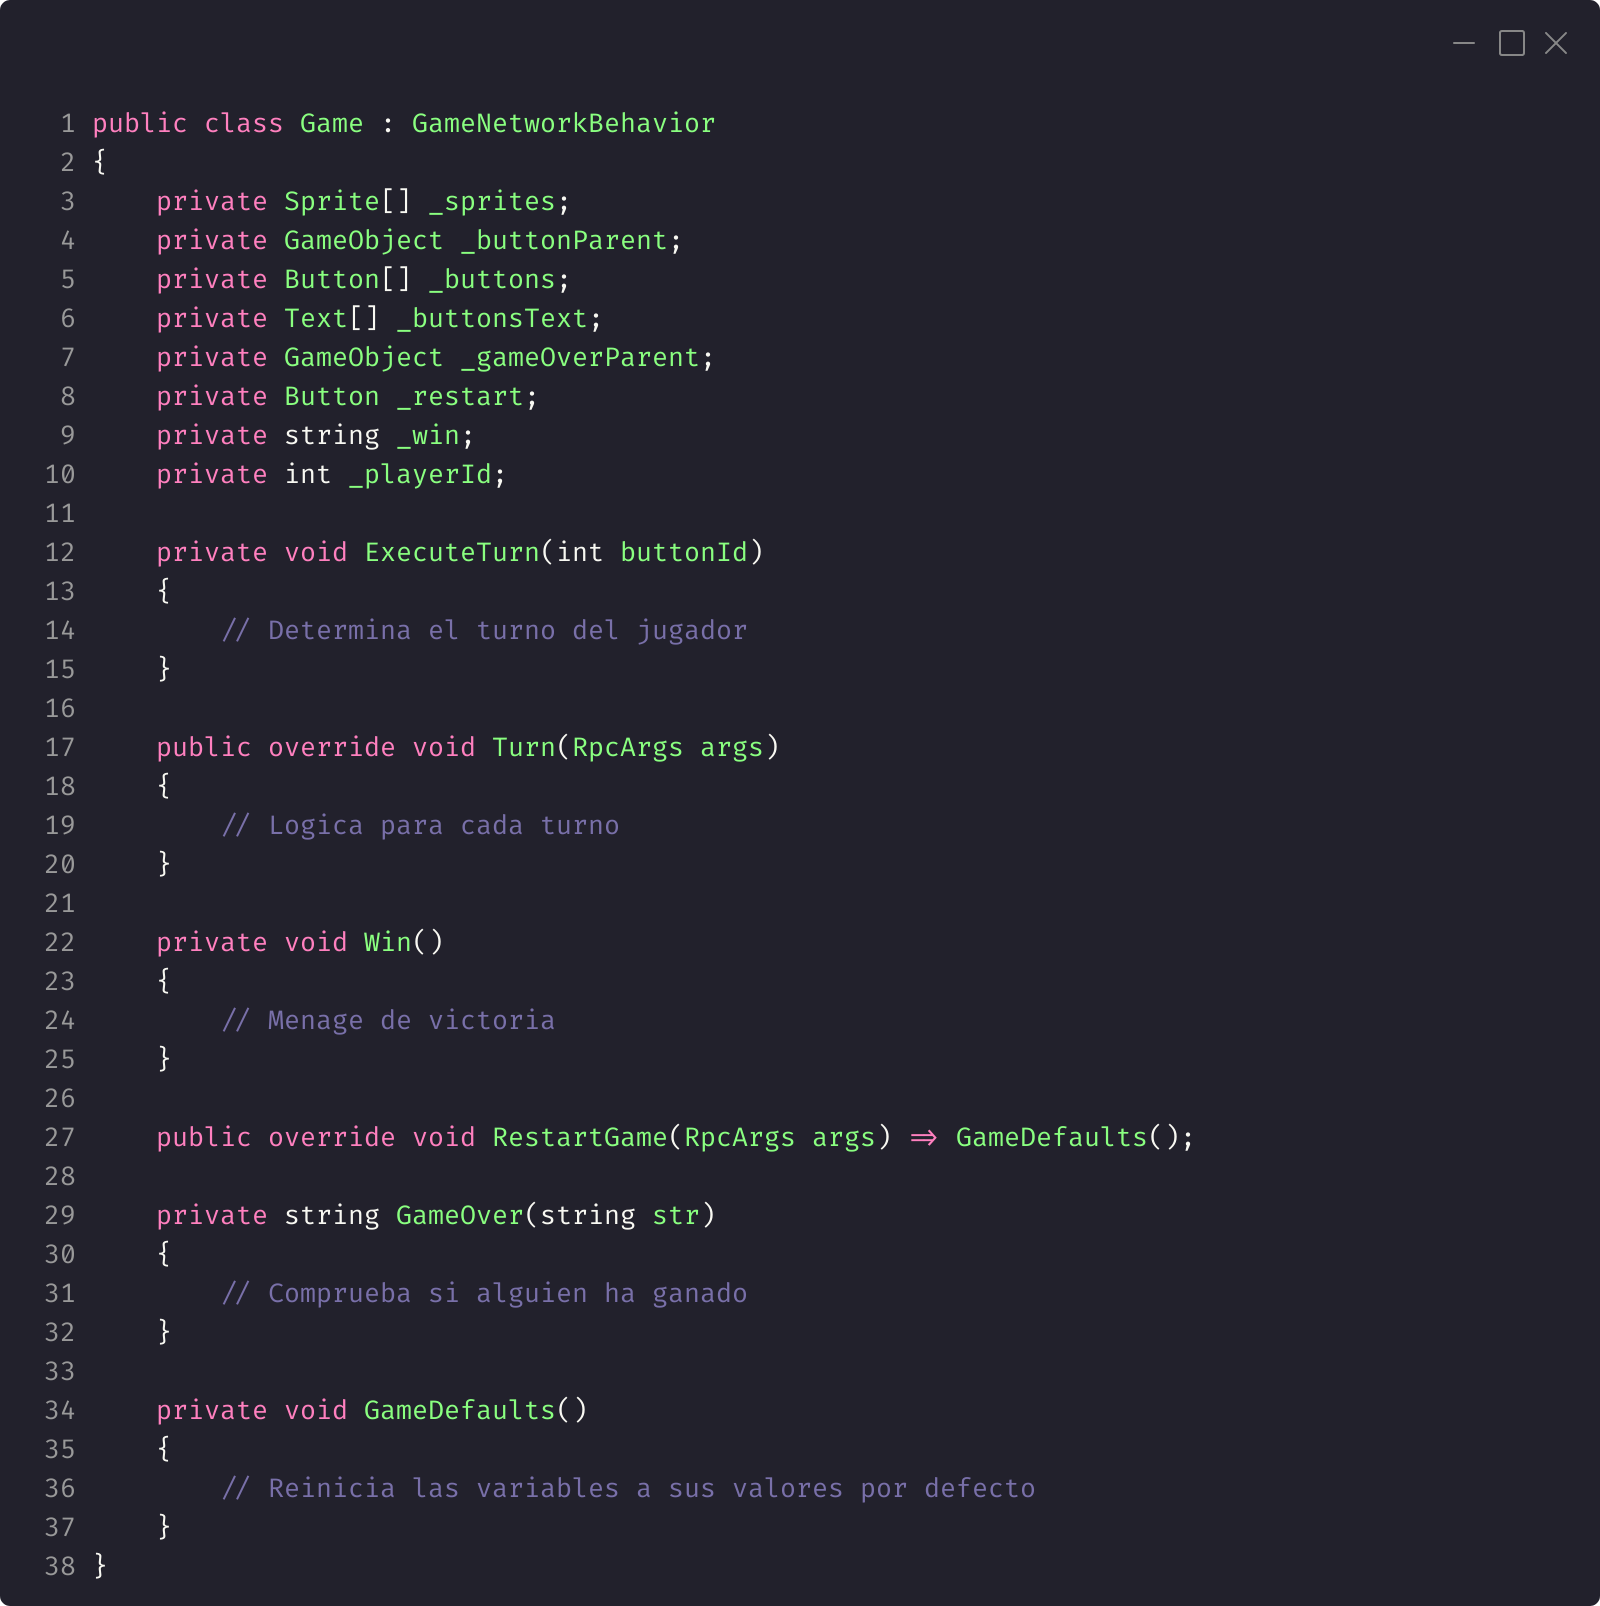 1 public class Game : GameNetworkBehavior
2 {
3     private Sprite[] _sprites;
4     private GameObject _buttonParent;
5     private Button[] _buttons;
6     private Text[] _buttonsText;
7     private GameObject _gameOverParent;
8     private Button _restart;
9     private string _win;
10     private int _playerId;
11
12     private void ExecuteTurn(int buttonId)
13     {
14         // Determina el turno del jugador
15     }
16
17     public override void Turn(RpcArgs args)
18     {
19         // Logica para cada turno
20     }
21
22     private void Win()
23     {
24         // Menage de victoria
25     }
26
27     public override void RestartGame(RpcArgs args) => GameDefaults();
28
29     private string GameOver(string str)
30     {
31         // Comprueba si alguien ha ganado
32     }
33
34     private void GameDefaults()
35     {
36         // Reinicia las variables a sus valores por defecto
37     }
38 }